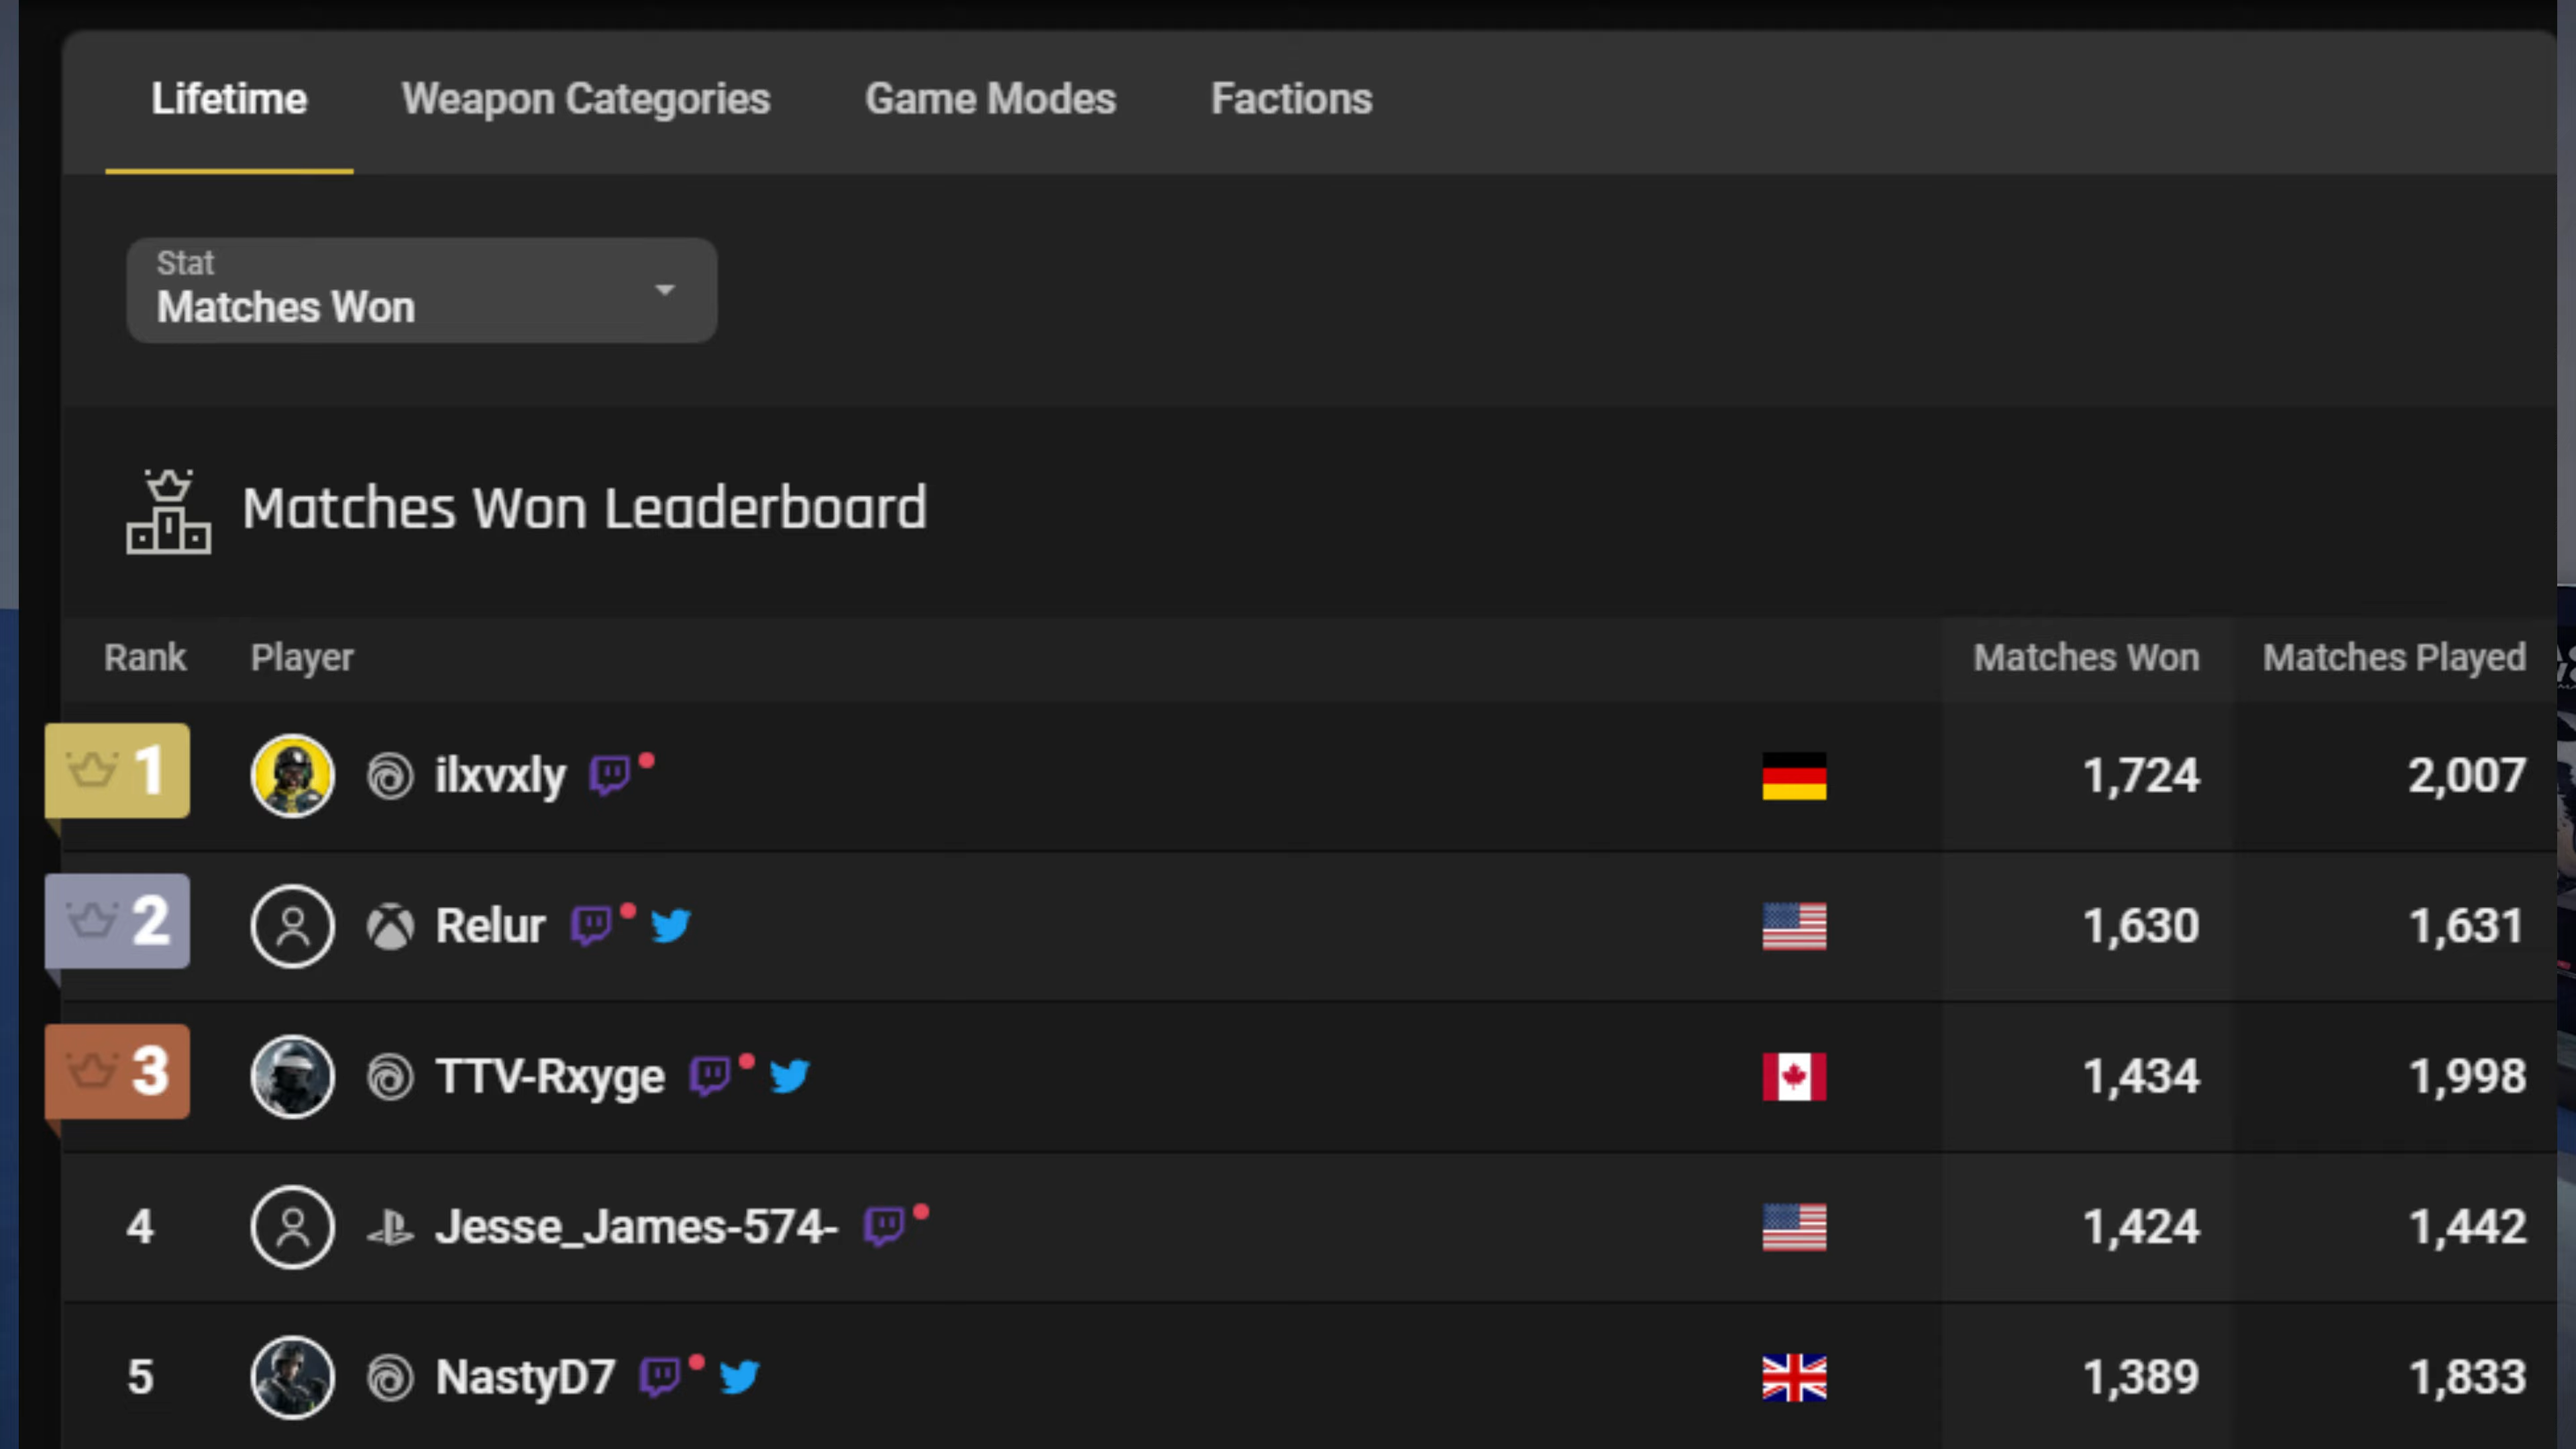 Lifetime Weapon Categories Game Modes Factions
Stat
Matches Won
Matches Won Leaderboard
Rank Player Matches Won Matches Played
1 ilxvxly 1,724 2,007
2 Relur 1,630 1,631
3 TTV-Rxyge 1,434 1,998
4 Jesse_James-574- 1,424 1,442
5 NastyD7 1,389 1,833